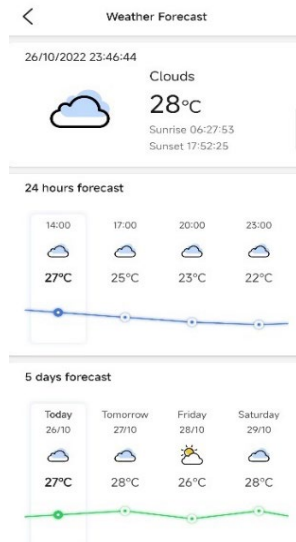 Weather Forecast
26/10/2022 23:46:44
Clouds
28°C
Sunrise 06:27:53
Sunset 17:52:25
24 hours forecast
14:00 17:00 20:00 23:00
27°C 25°C 23°C 22°C
5 days forecast
Today Tomorrow Friday Saturday
26/10 27/10 28/10 29/10
27°C 28°C 26°C 28°C